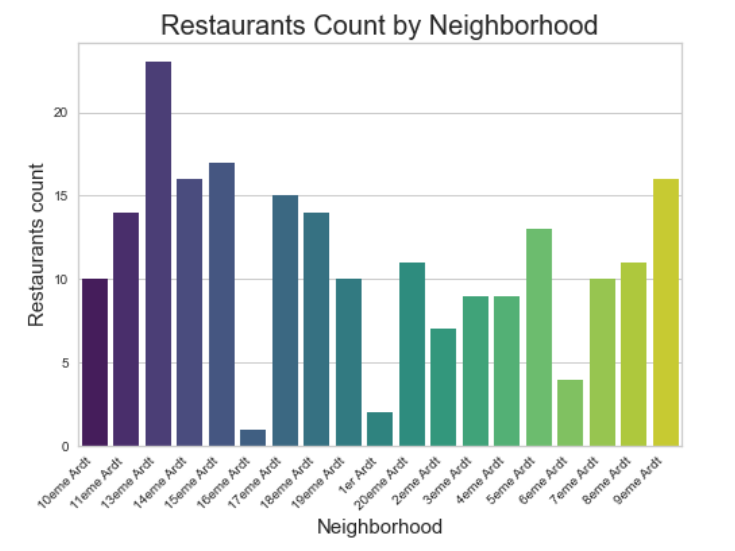 Restaurants Count by Neighborhood
Restaurants count
20
15
10
5
0
10eme Ardt
11eme Ardt
13eme Ardt
14eme Ardt
15eme Ardt
16eme Ardt
17eme Ardt
18eme Ardt
19eme Ardt
1er Ardt
20eme Ardt
2eme Ardt
3eme Ardt
4eme Ardt
5eme Ardt
6eme Ardt
7eme Ardt
8eme Ardt
9eme Ardt
Neighborhood